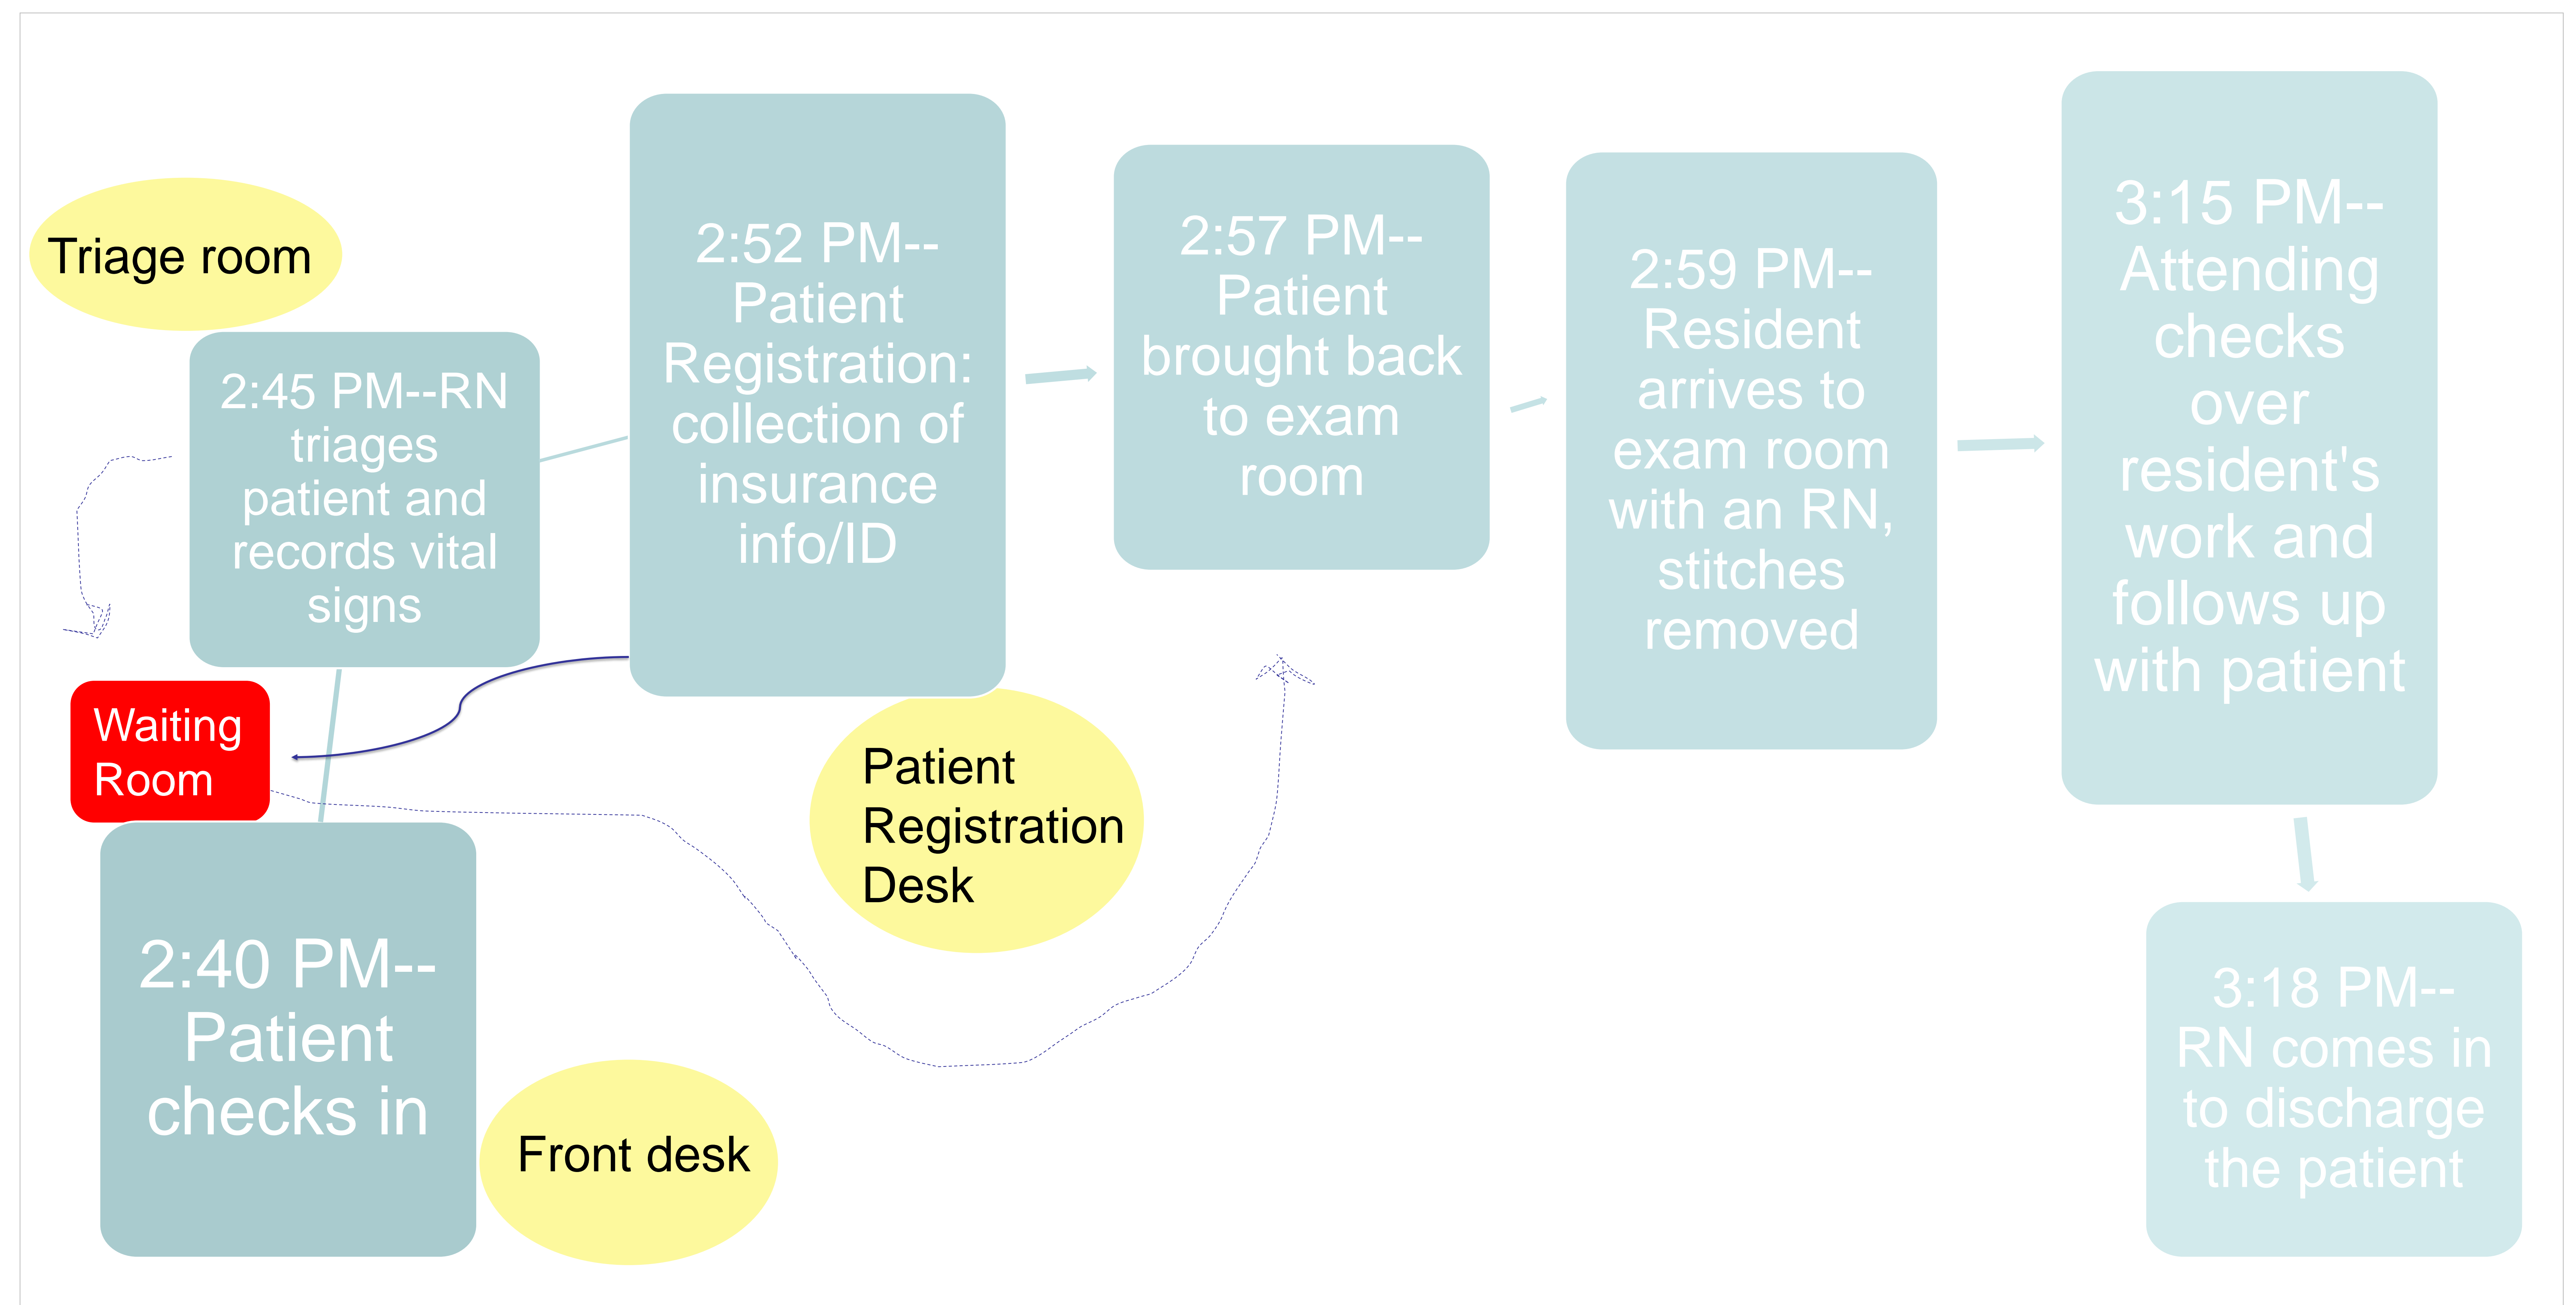 Triage room
2:45 PM--RN
triages
patient and
records vital
signs
Waiting
Room
2:40 PM--
Patient
checks in
Front desk
2:52 PM--
Patient
Registration:
collection of
insurance
info/ID
Patient
Registration
Desk
2:57 PM--
Patient
brought back
to exam
room
2:59 PM--
Resident
arrives to
exam room
with an RN,
stitches
removed
3:15 PM--
Attending
checks
over
resident's
work and
follows up
with patient
3:18 PM--
RN comes in
to discharge
the patient